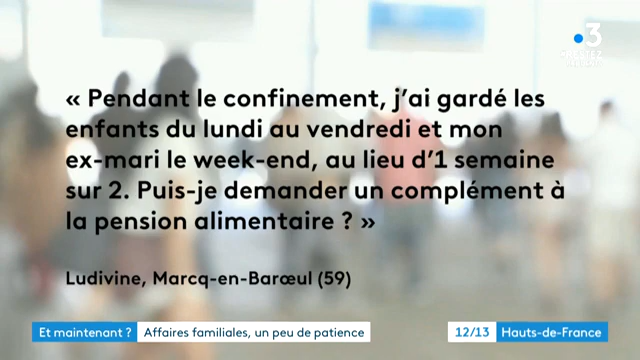 3
« Pendant le confinement, j’ai gardé les
enfants du lundi au vendredi et mon
ex-mari le week-end, au lieu d’1 semaine
sur 2. Puis-je demander un complément à
la pension alimentaire ? »
Ludivine, Marcq-en-Barœul (59)
Et maintenant ? Affaires familiales, un peu de patience
12/13 Hauts-de-France